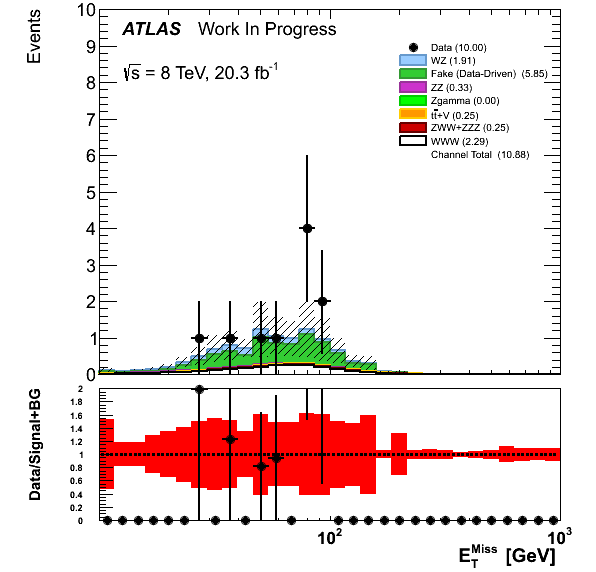 Events
10
9
8
7
6
5
4
3
2
1
0
ATLAS Work In Progress
√s = 8 TeV, 20.3 fb⁻¹
Data (10.00)
WZ (1.91)
Fake (Data-Driven) (5.85)
ZZ (0.33)
Zgamma (0.00)
tt̄+V (0.25)
ZWW+ZZZ (0.25)
WWW (2.29)
Channel Total (10.88)
Data/Signal+BG
2
1.8
1.6
1.4
1.2
1
0.8
0.6
0.4
0.2
0
10²
10³
E_T^Miss [GeV]